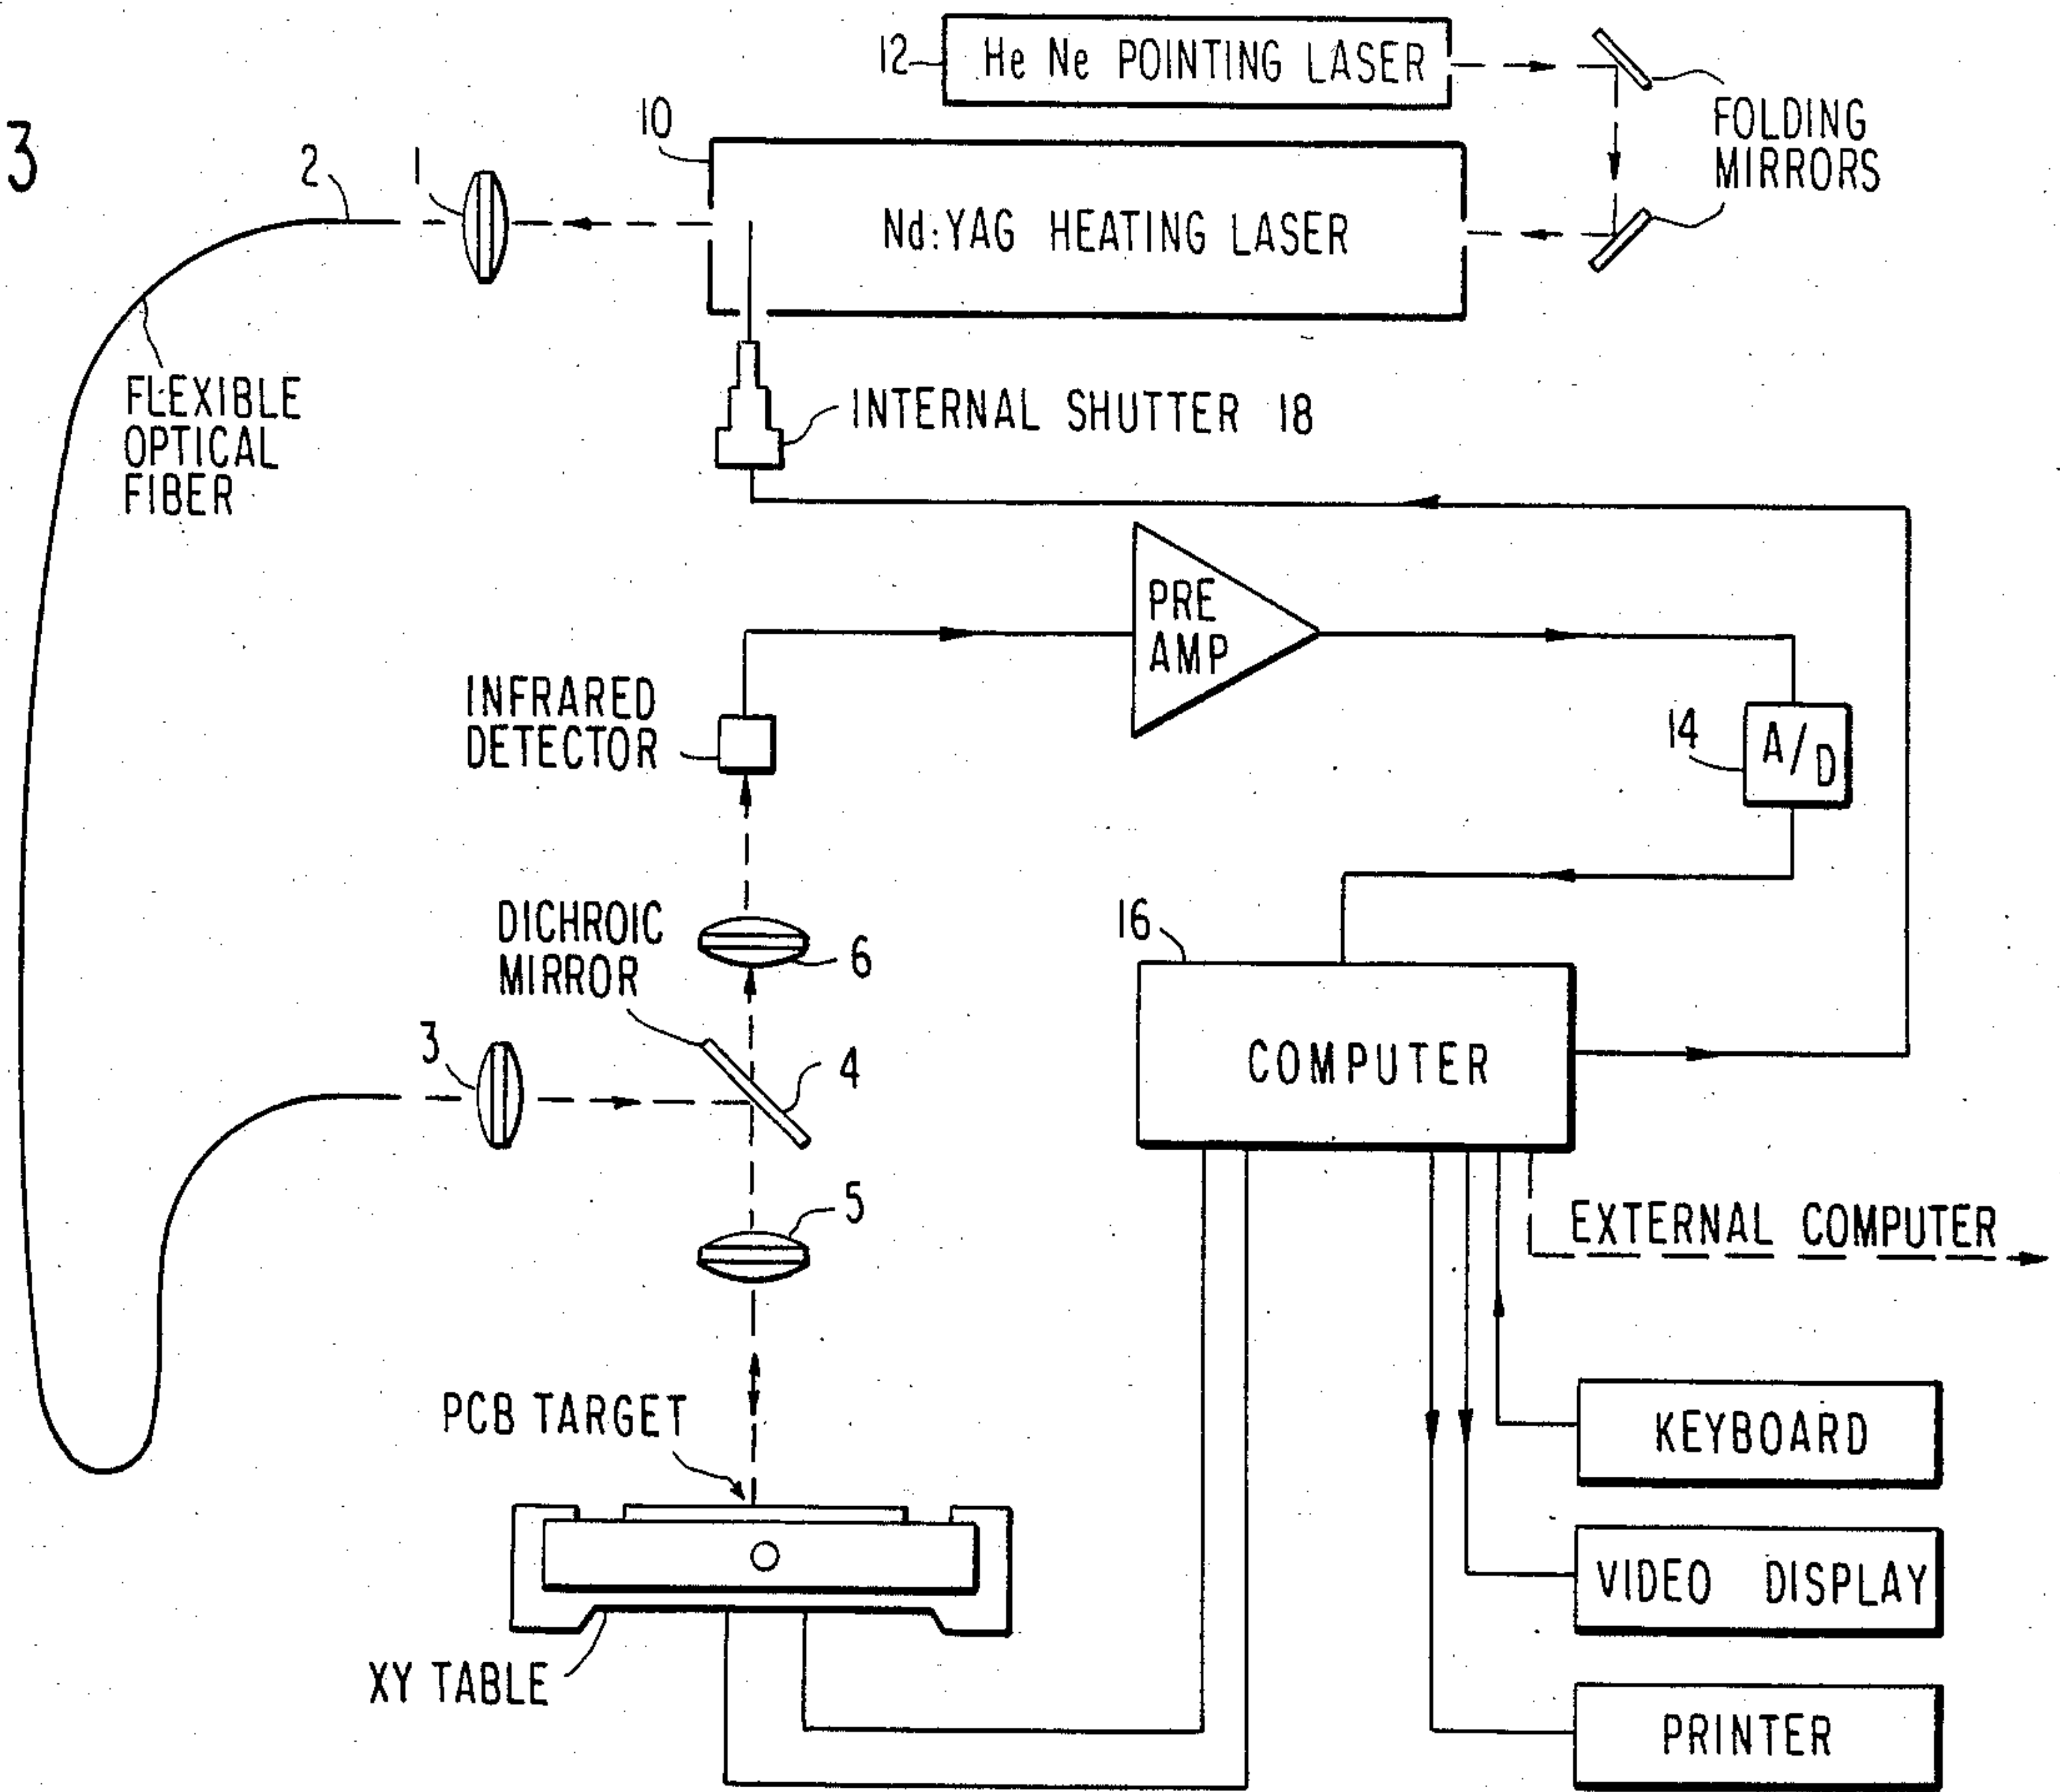 12
He Ne POINTING LASER
FOLDING
MIRRORS
3
10
Nd:YAG HEATING LASER
2
1
FLEXIBLE
OPTICAL
FIBER
INTERNAL SHUTTER 18
PRE
AMP
INFRARED
DETECTOR
14
A/D
DICHROIC
MIRROR
6
16
COMPUTER
3
4
5
EXTERNAL COMPUTER
PCB TARGET
KEYBOARD
VIDEO DISPLAY
XY TABLE
PRINTER